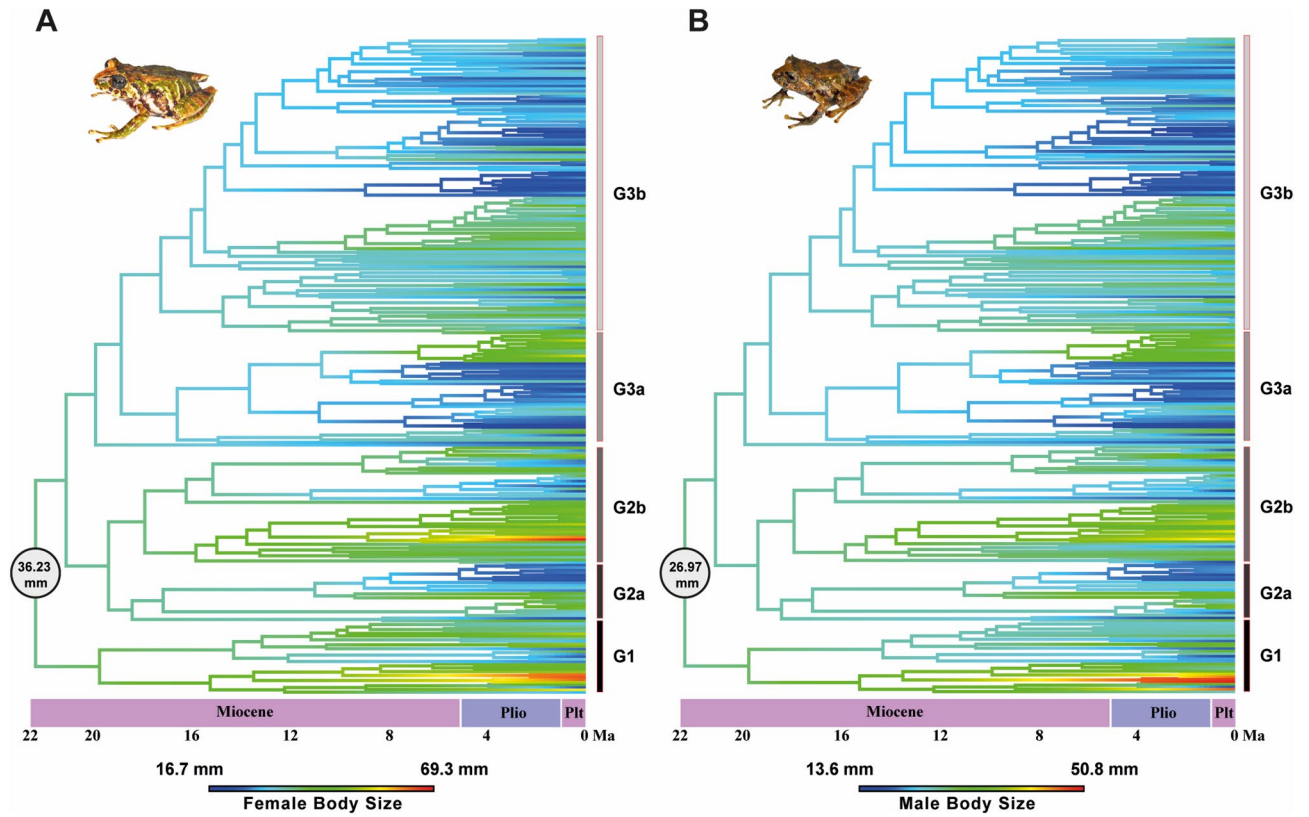 A
G3b
G3a
G2b
36.23
mm
G2a
G1
Miocene
Plio
Plt
22
20
16
12
8
4
0 Ma
16.7 mm
69.3 mm
Female Body Size
B
G3b
G3a
G2b
26.97
mm
G2a
G1
Miocene
Plio
Plt
22
20
16
12
8
4
0 Ma
13.6 mm
50.8 mm
Male Body Size